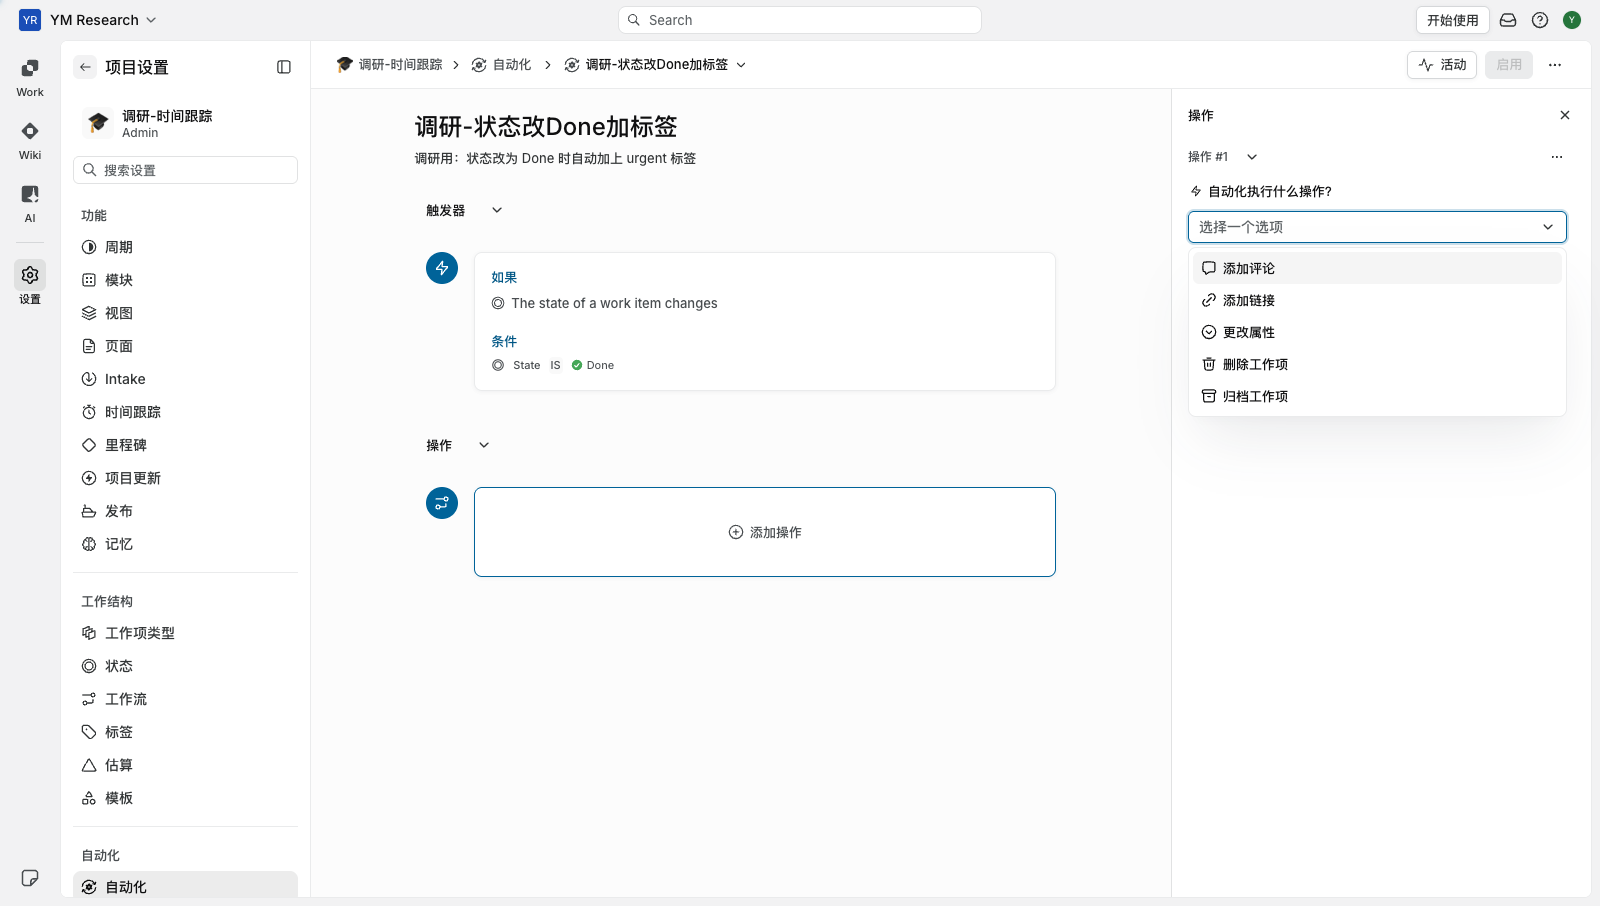 YR YM Research
Search
开始使用
Y
Work
Wiki
AI
设置
项目设置
调研-时间跟踪
Admin
搜索设置
功能
周期
模块
视图
页面
Intake
时间跟踪
里程碑
项目更新
发布
记忆
工作结构
工作项类型
状态
工作流
标签
估算
模板
自动化
自动化
调研-时间跟踪 自动化 调研-状态改Done加标签
活动
启用
调研-状态改Done加标签
调研用：状态改为 Done 时自动加上 urgent 标签
触发器
如果
The state of a work item changes
条件
State IS Done
操作
添加操作
操作
操作 #1
自动化执行什么操作?
选择一个选项
添加评论
添加链接
更改属性
删除工作项
归档工作项